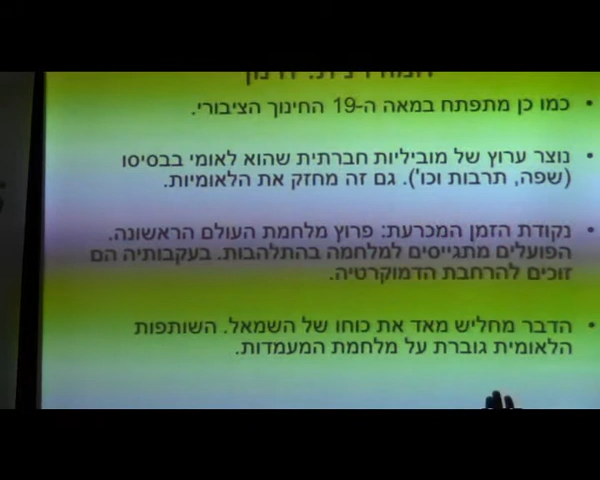 • כמו כן מתפתח במאה ה-19 החינוך הציבורי.
• נוצר ערוץ של מוביליות חברתית שהוא לאומי בבסיסו
(שפה, תרבות וכו'). גם זה מחזק את הלאומיות.
• נקודת הזמן המכרעת: פרוץ מלחמת העולם הראשונה.
הפועלים מתגייסים למלחמה בהתלהבות. בעקבותיה הם
זוכים להרחבת הדמוקרטיה.
• הדבר מחליש מאד את כוחו של השמאל. השותפות
הלאומית גוברת על מלחמת המעמדות.